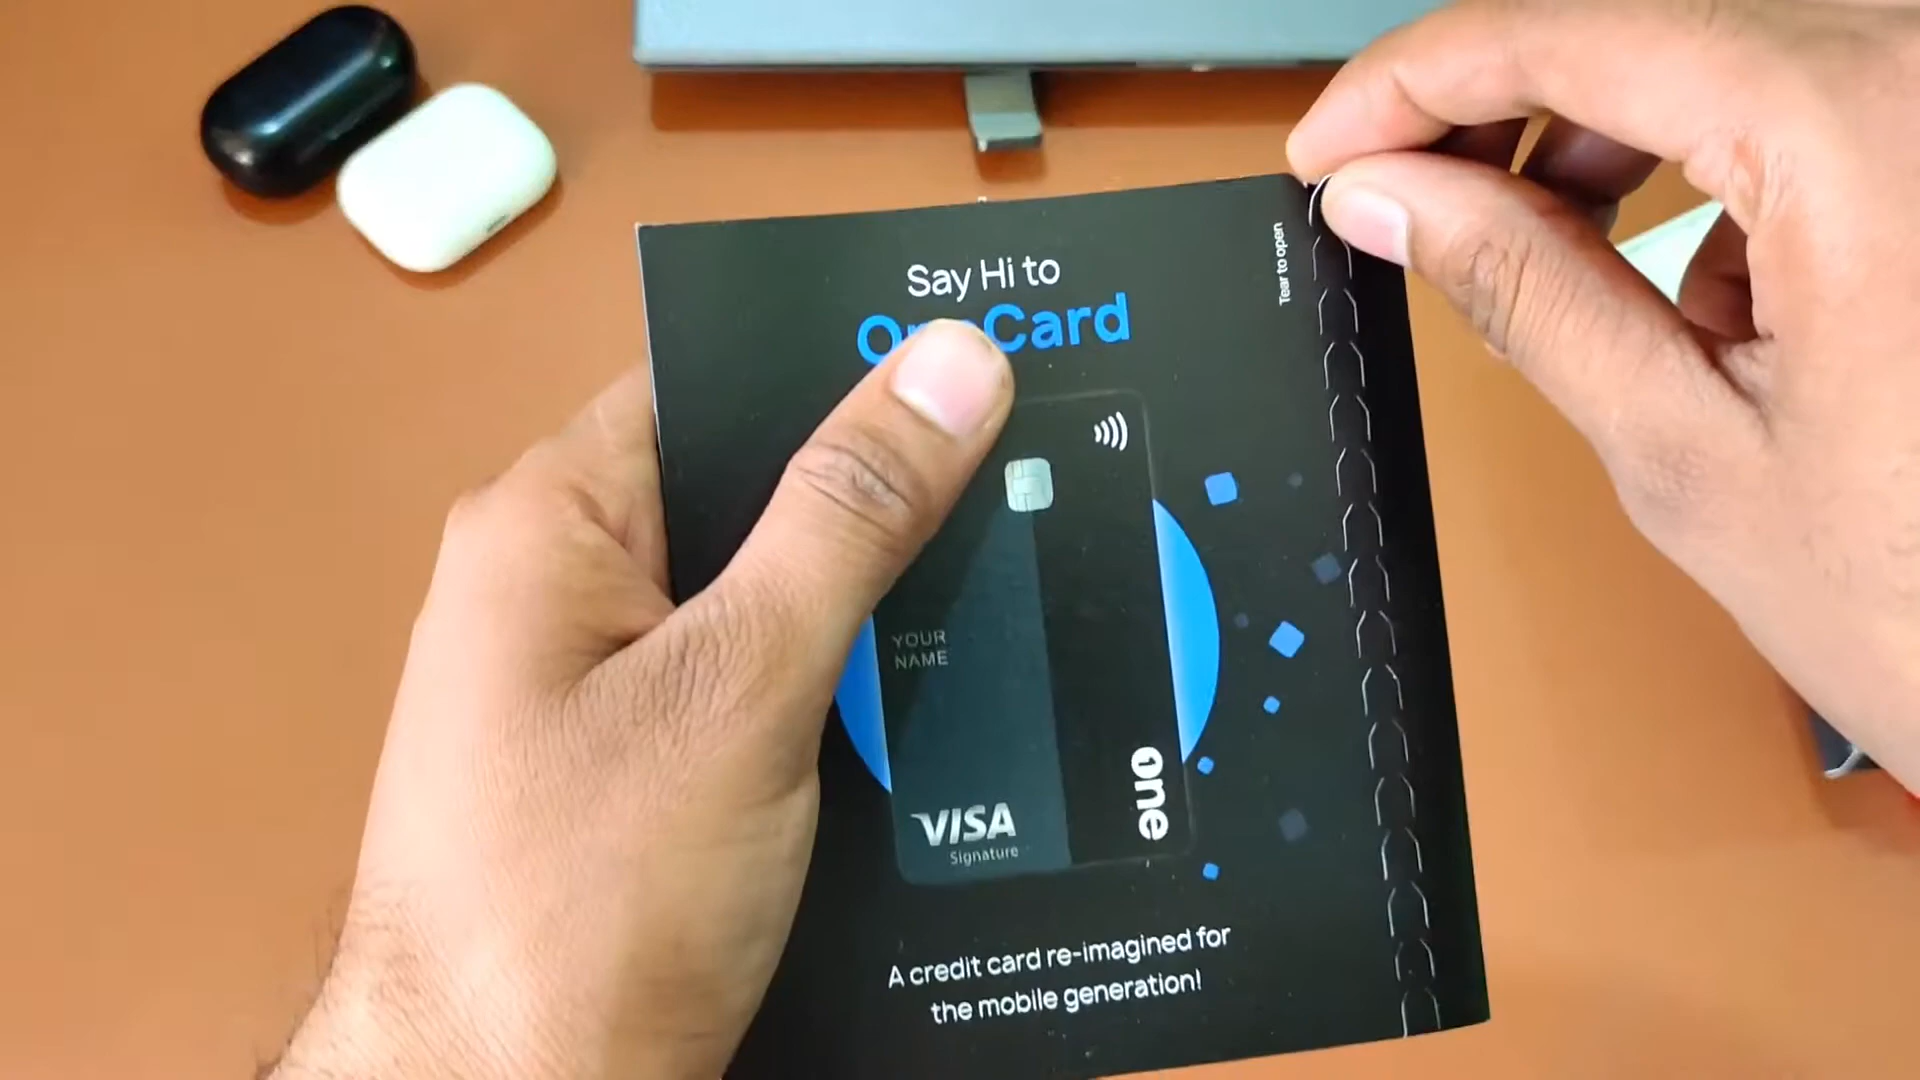 Say Hi to
OneCard
Tear to open
YOUR
NAME
VISA
Signature
one
A credit card re-imagined for
the mobile generation!